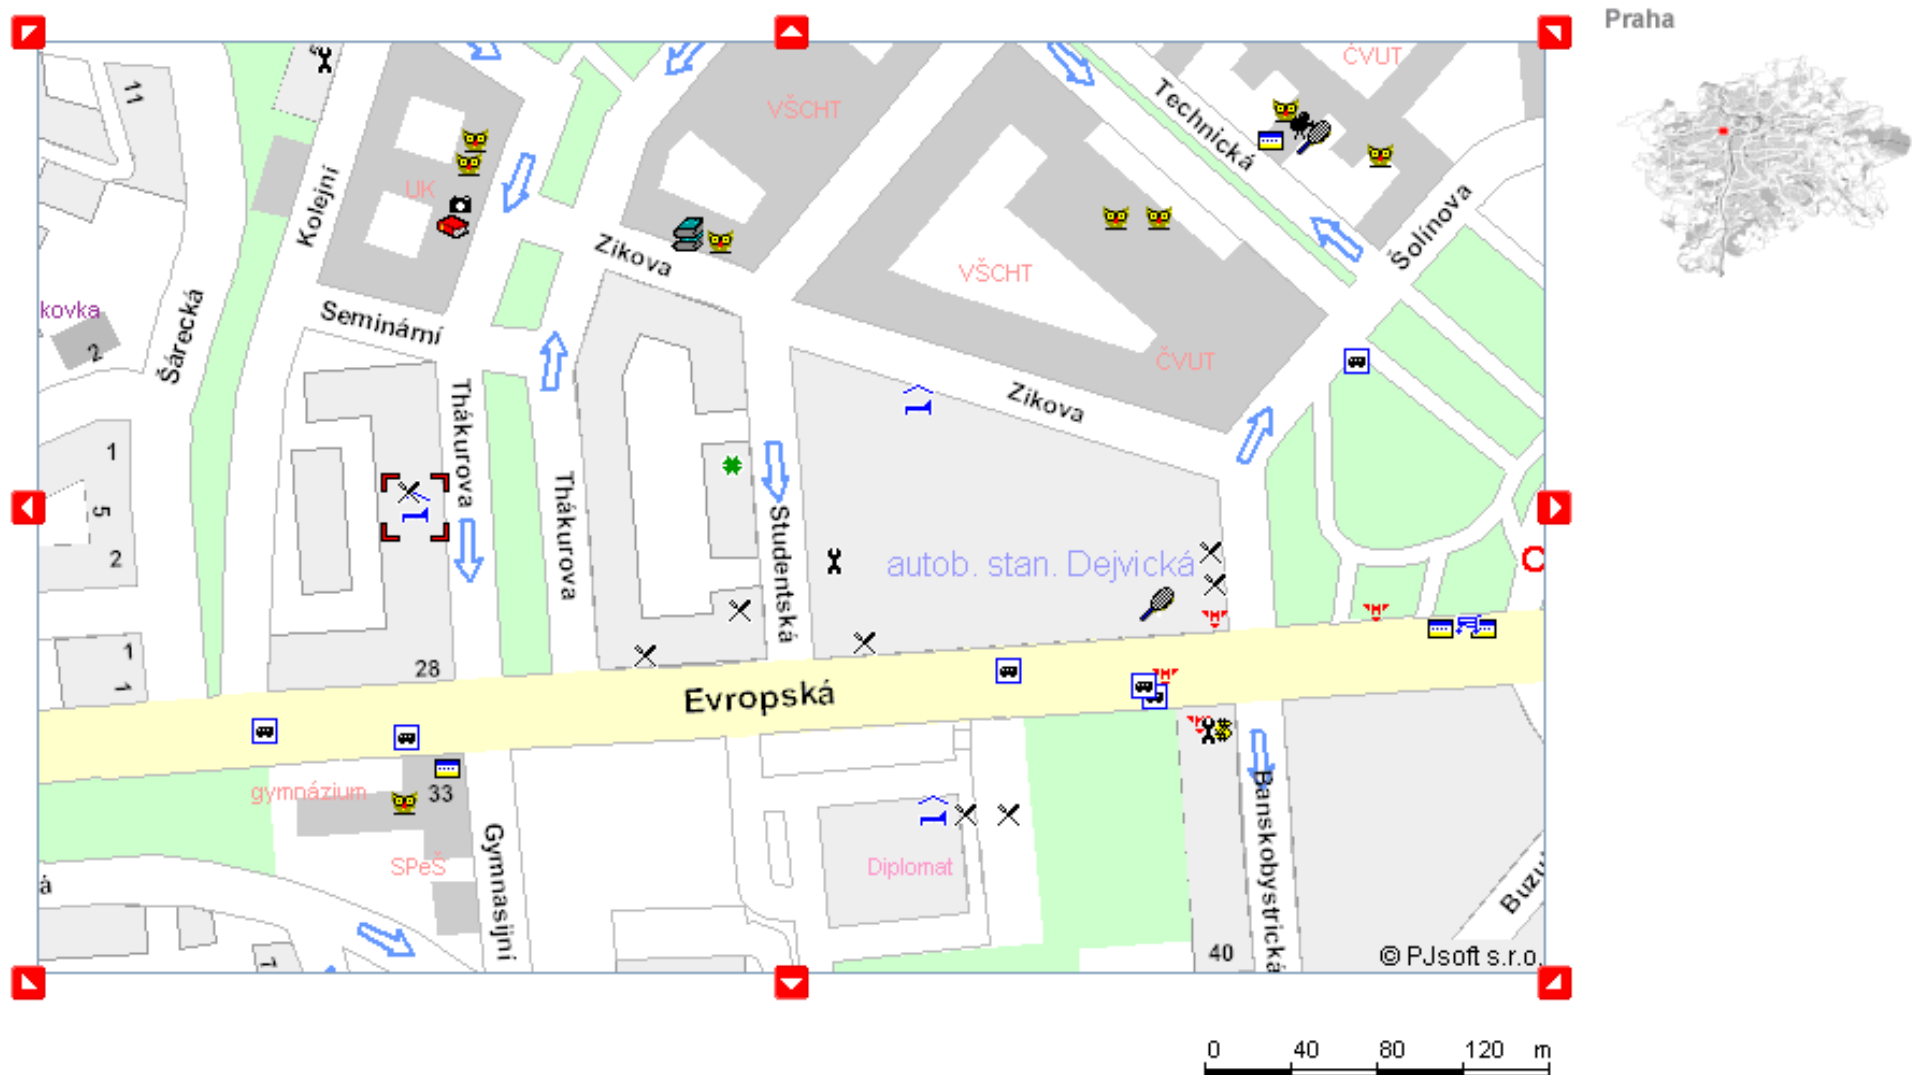 Praha
11
VŠCHT
ČVUT
Technická
UK
Kolejní
Zikova
VŠCHT
Šolínova
kovka
2
Šárecká
Seminární
ČVUT
Zikova
Thákurova
Thákurova
Studentská
1
5
2
autob. stan. Dejvická
1
1
28
Evropská
gymnázium
33
SPeŠ
Gymnasijní
Diplomat
Banskobystrická
40
á
1
© PJsoft s.r.o.
0 40 80 120 m